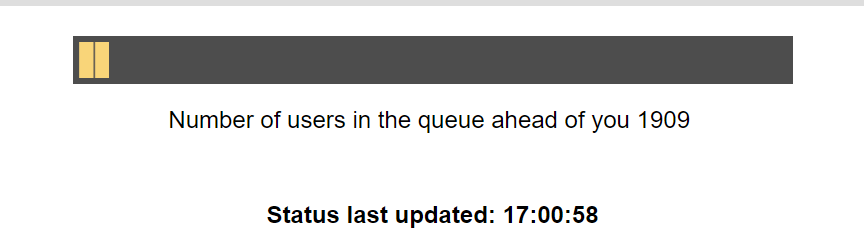 Number of users in the queue ahead of you 1909
Status last updated: 17:00:58